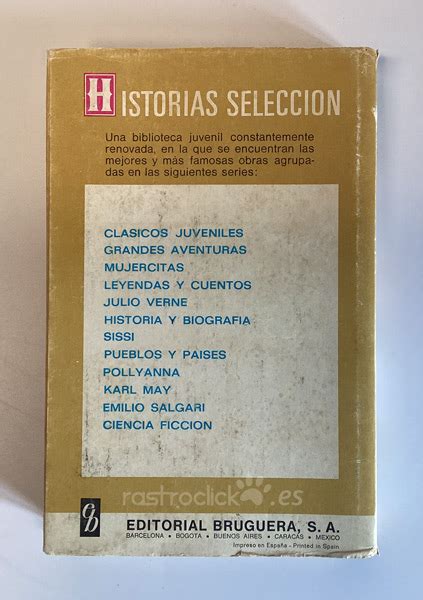 HISTORIAS SELECCION
Una biblioteca juvenil constantemente
renovada, en la que se encuentran las
mejores y más famosas obras agrupa-
das en las siguientes series:
CLASICOS JUVENILES
GRANDES AVENTURAS
MUJERCITAS
LEYENDAS Y CUENTOS
JULIO VERNE
HISTORIA Y BIOGRAFIA
SISSI
PUEBLOS Y PAISES
POLLYANNA
KARL MAY
EMILIO SALGARI
CIENCIA FICCION
rastroclick.es
EDITORIAL BRUGUERA, S. A.
BARCELONA • BOGOTA • BUENOS AIRES • CARACAS • MEXICO
Impreso en España - Printed in Spain